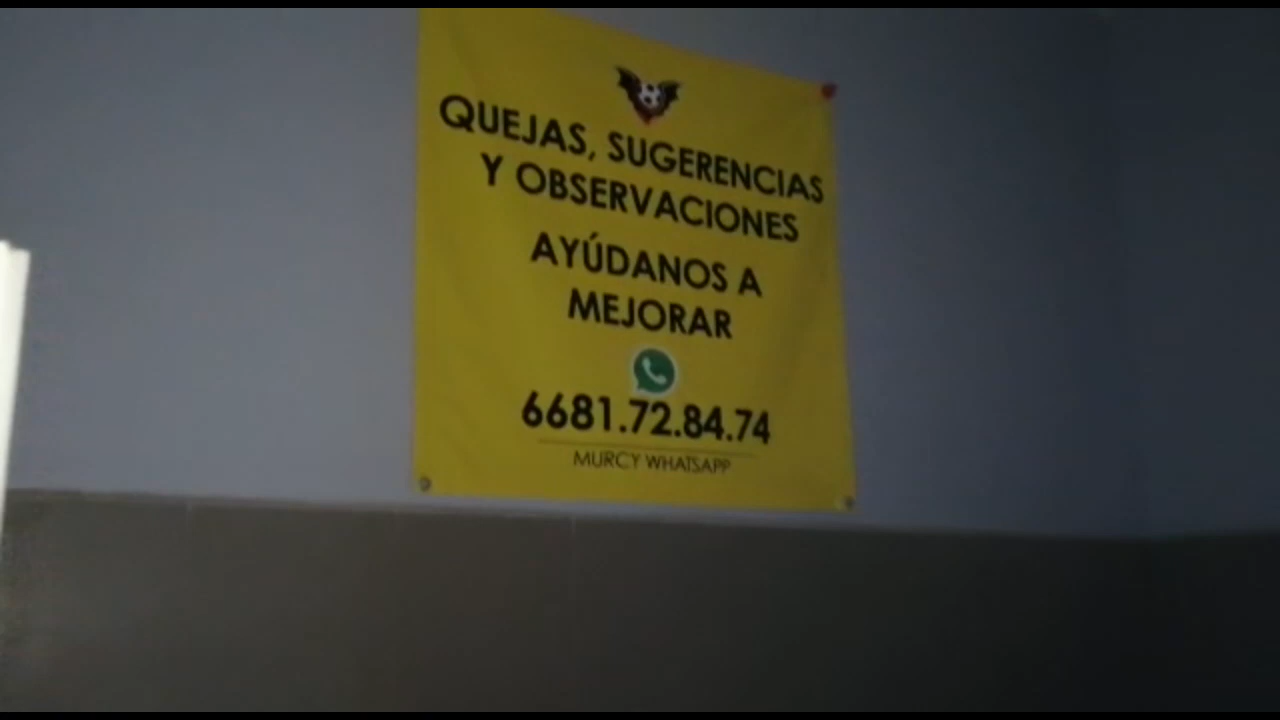 QUEJAS, SUGERENCIAS
Y OBSERVACIONES
AYÚDANOS A
MEJORAR
6681.72.84.74
MURCY WHATSAPP